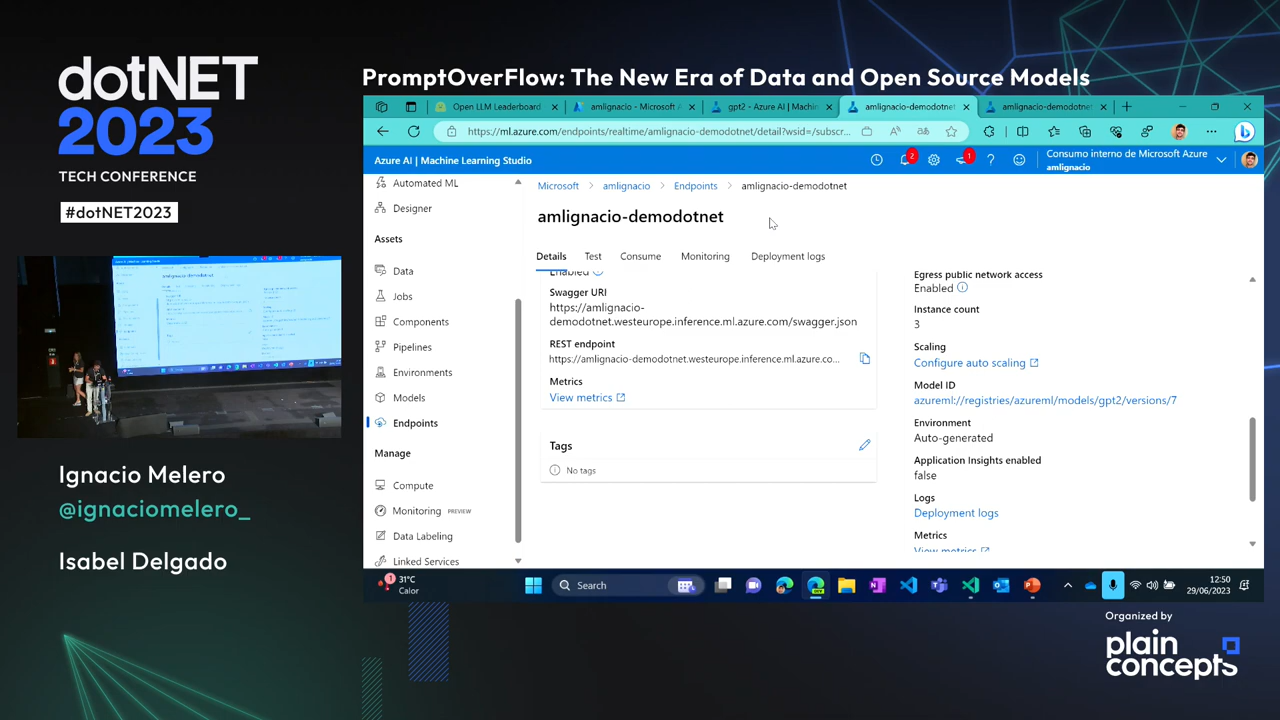 dotNET
2023
TECH CONFERENCE
#dotNET2023
Ignacio Melero
@ignaciomelero_
Isabel Delgado
PromptOverFlow: The New Era of Data and Open Source Models
Open LLM Leaderboard
amlignacio - Microsoft A
gpt2 - Azure AI | Machin
amlignacio-demodotnet
amlignacio-demodotnet
https://ml.azure.com/endpoints/realtime/amlignacio-demodotnet/detail?wsid=/subscr...
Azure AI | Machine Learning Studio
2
1
Consumo interno de Microsoft Azure
amlignacio
Automated ML
Designer
Assets
Data
Jobs
Components
Pipelines
Environments
Models
Endpoints
Manage
Compute
Monitoring PREVIEW
Data Labeling
Linked Services
Microsoft > amlignacio > Endpoints > amlignacio-demodotnet
amlignacio-demodotnet
Details Test Consume Monitoring Deployment logs
Enabled
Swagger URI
https://amlignacio-
demodotnet.westeurope.inference.ml.azure.com/swagger.json
REST endpoint
https://amlignacio-demodotnet.westeurope.inference.ml.azure.co...
Metrics
View metrics
Tags
No tags
Egress public network access
Enabled
Instance count
3
Scaling
Configure auto scaling
Model ID
azureml://registries/azureml/models/gpt2/versions/7
Environment
Auto-generated
Application Insights enabled
false
Logs
Deployment logs
Metrics
View metrics
1
31°C
Calor
Search
12:50
29/06/2023
Organized by
plain
concepts